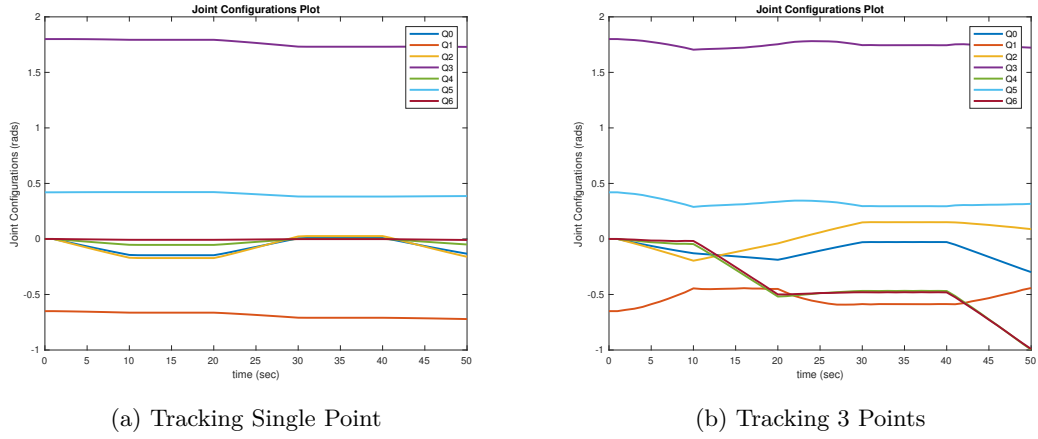 Joint Configurations Plot
2
1.5
1
0.5
0
-0.5
-1
Joint Configurations (rads)
0 5 10 15 20 25 30 35 40 45 50
time (sec)
Q0
Q1
Q2
Q3
Q4
Q5
Q6
(a) Tracking Single Point
Joint Configurations Plot
2
1.5
1
0.5
0
-0.5
-1
Joint Configurations (rads)
0 5 10 15 20 25 30 35 40 45 50
time (sec)
Q0
Q1
Q2
Q3
Q4
Q5
Q6
(b) Tracking 3 Points